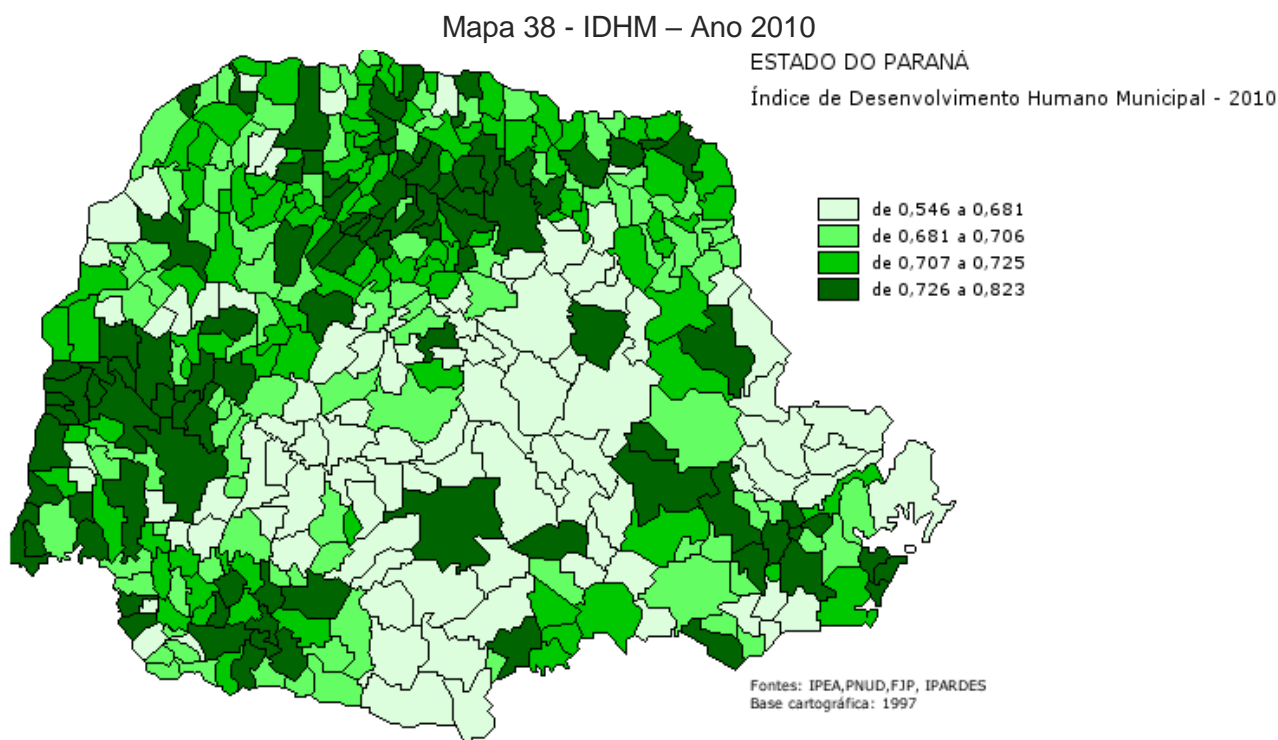 Mapa 38 - IDHM – Ano 2010
ESTADO DO PARANÁ
Índice de Desenvolvimento Humano Municipal - 2010
de 0,546 a 0,681
de 0,681 a 0,706
de 0,707 a 0,725
de 0,726 a 0,823
Fontes: IPEA,PNUD,FJP, IPARDES
Base cartográfica: 1997